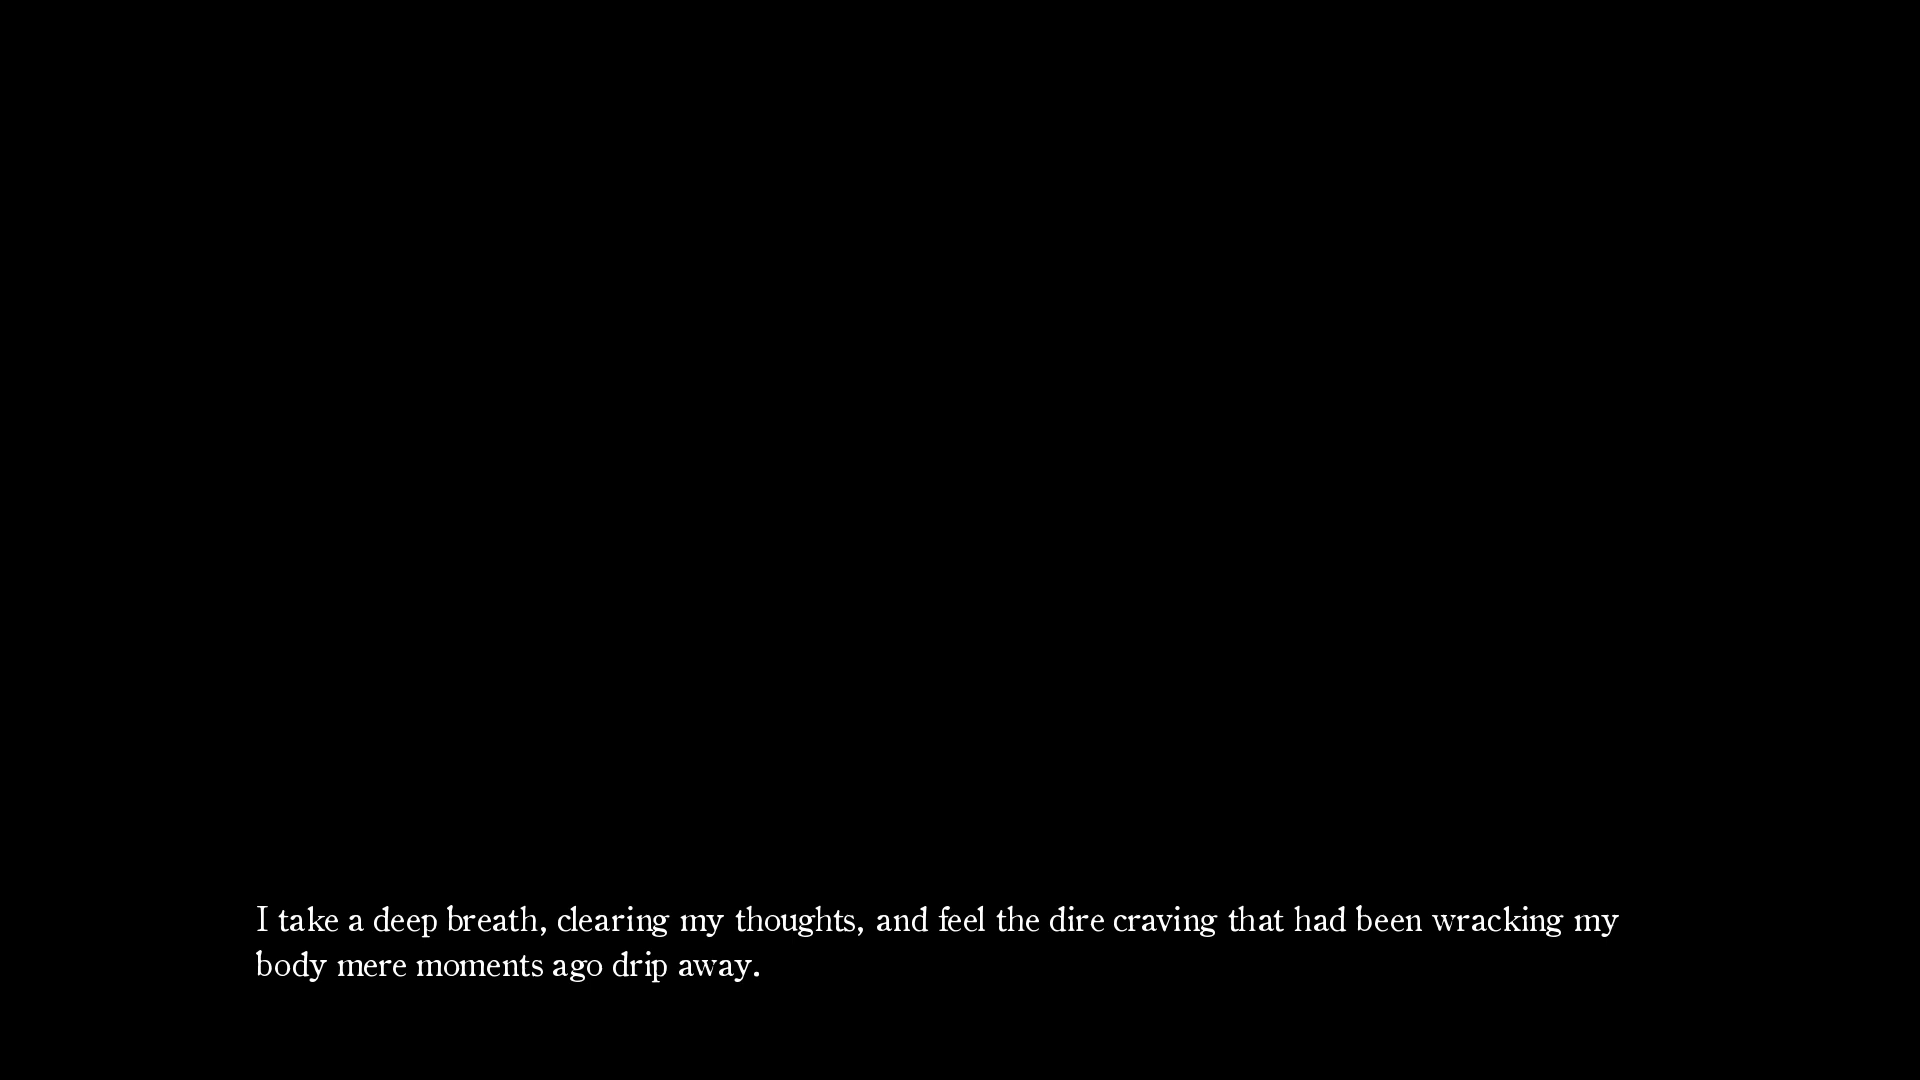 I take a deep breath, clearing my thoughts, and feel the dire craving that had been wracking my
body mere moments ago drip away.